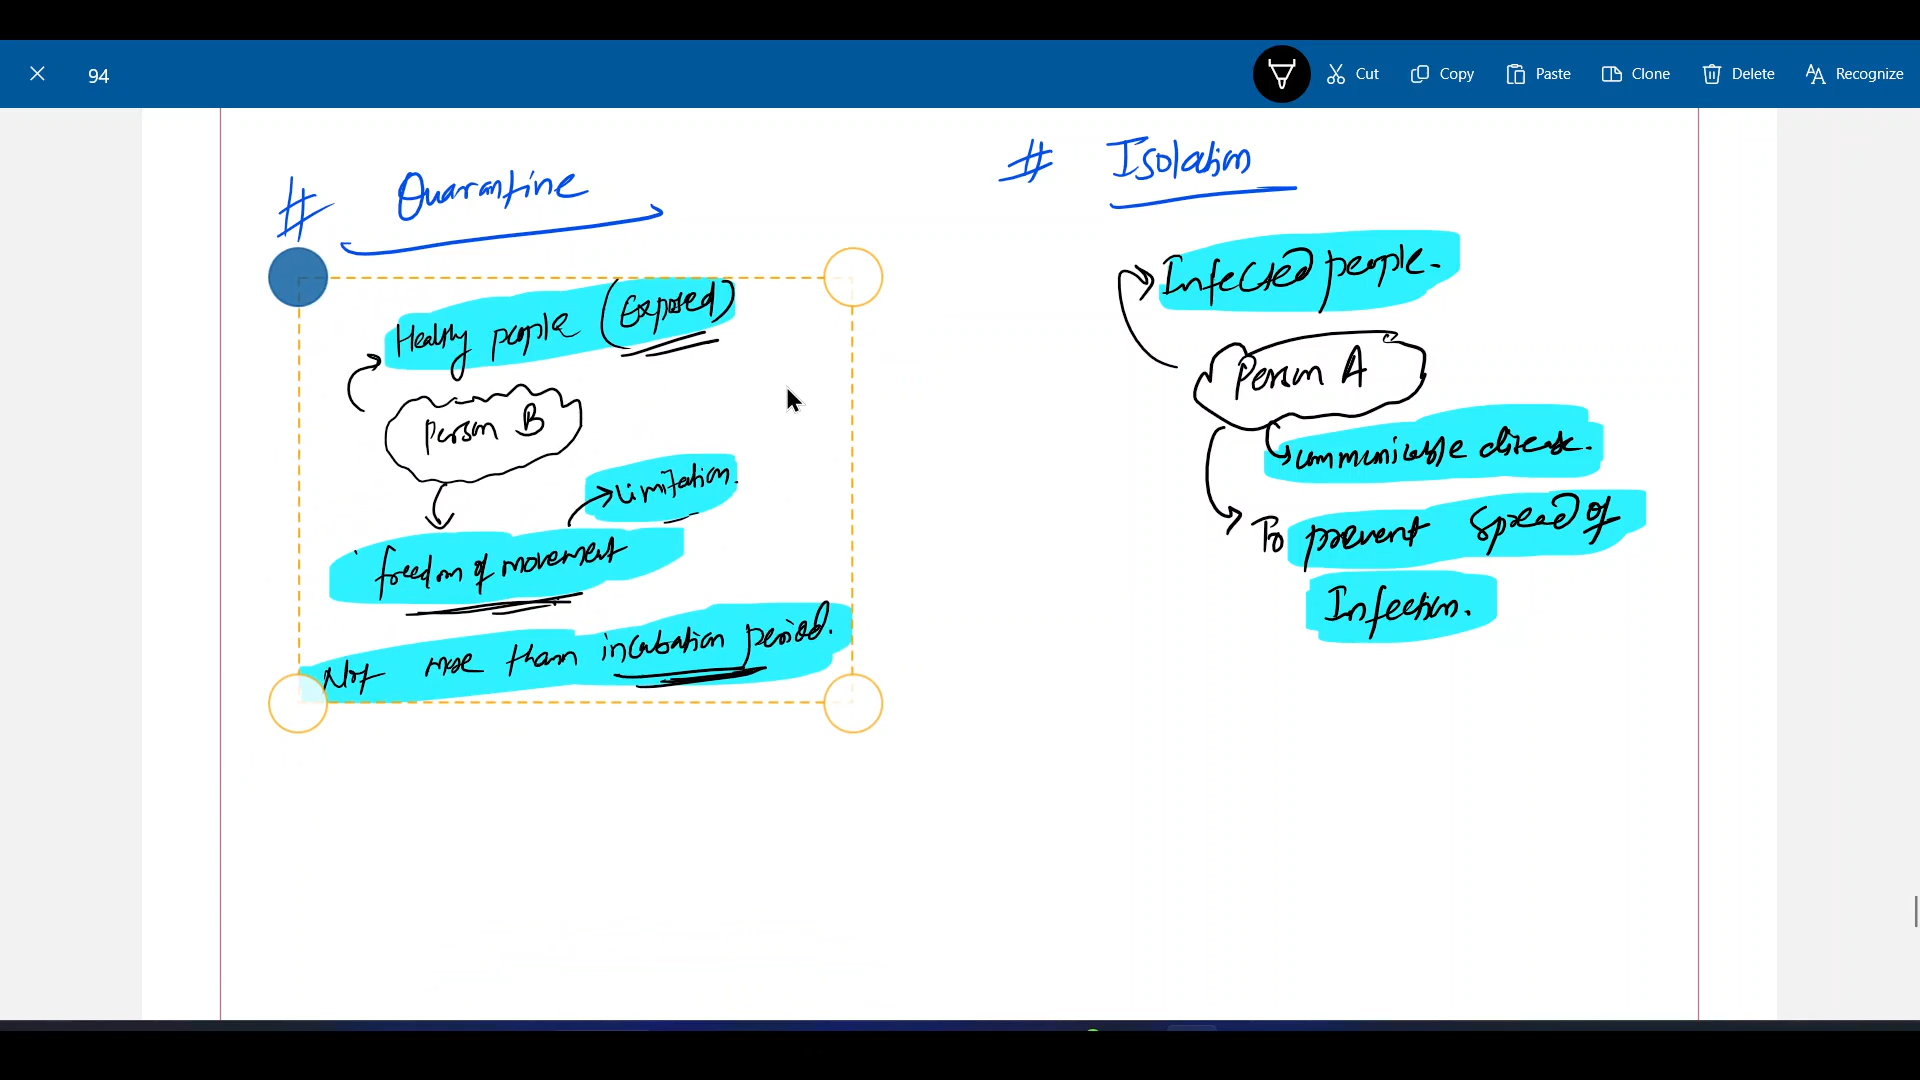 94
Cut Copy Paste Clone Delete Recognize
# Quarantine
Healthy people (Exposed)
Person B
Limitation.
freedom of movement
Not more than incubation period.
# Isolation
Infected people.
Person A
communicable disease.
To prevent spread of
Infection.